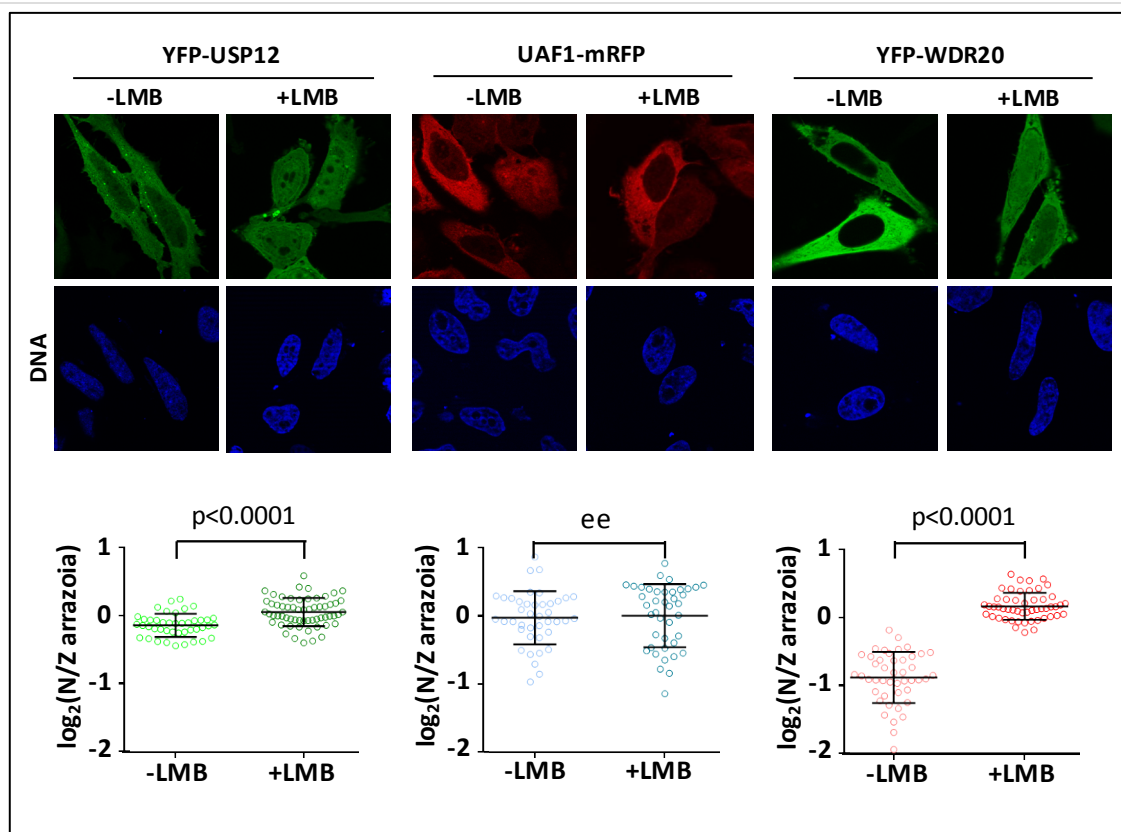 YFP-USP12 UAF1-mRFP YFP-WDR20
-LMB +LMB -LMB +LMB -LMB +LMB
DNA
p<0.0001 ee p<0.0001
log₂(N/Z arrazoia)
1
0
-1
-2
-LMB +LMB
log₂(N/Z arrazoia)
1
0
-1
-2
-LMB +LMB
log₂(N/Z arrazoia)
1
0
-1
-2
-LMB +LMB